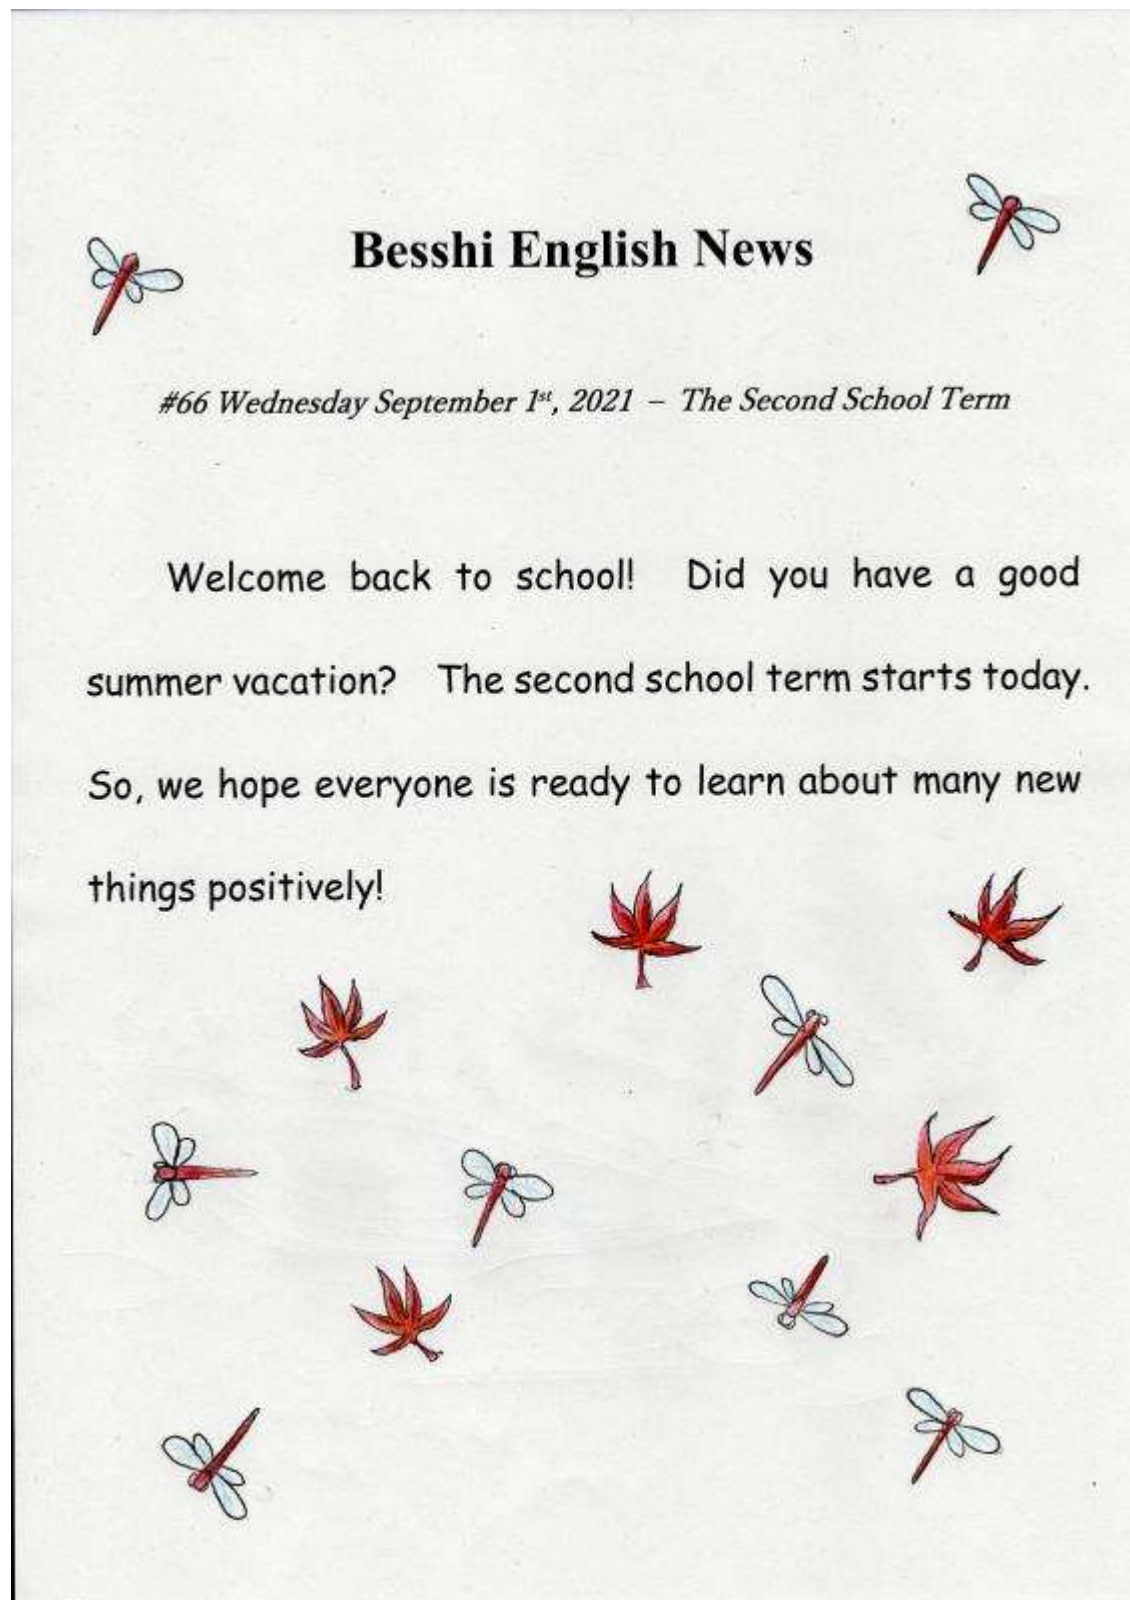 Besshi English News
#66 Wednesday September 1st, 2021 – The Second School Term
Welcome back to school! Did you have a good
summer vacation? The second school term starts today.
So, we hope everyone is ready to learn about many new
things positively!